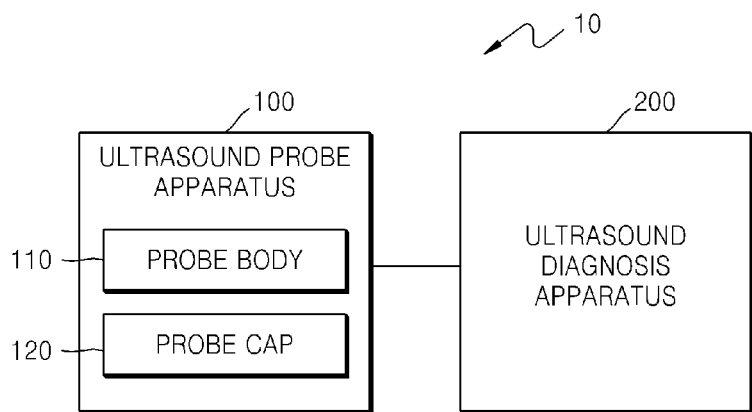 10
100
200
ULTRASOUND PROBE
APPARATUS
110
PROBE BODY
120
PROBE CAP
ULTRASOUND
DIAGNOSIS
APPARATUS